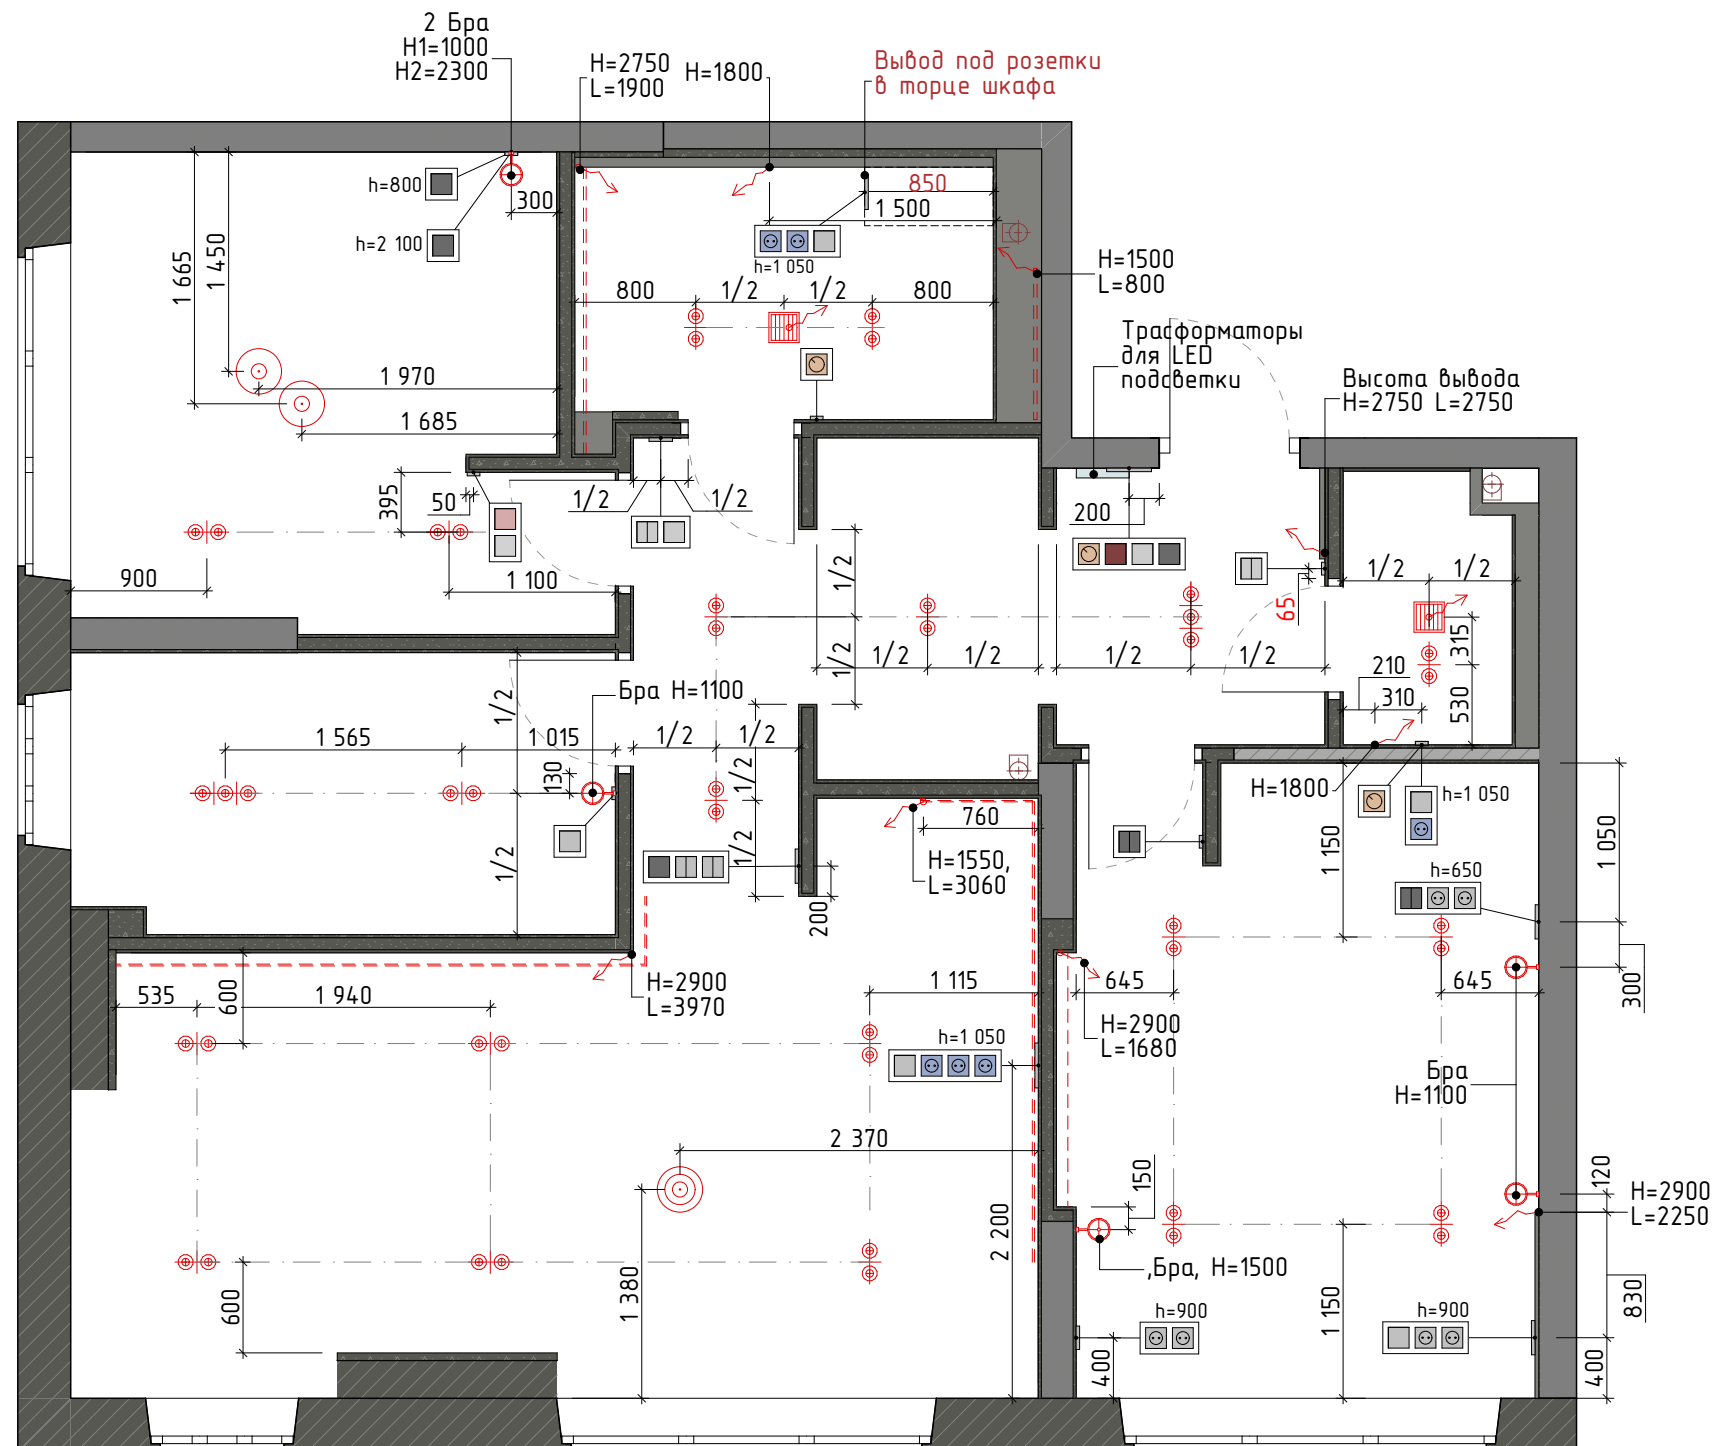 2 Бра
H1=1000
H2=2300
H=2750
L=1900
H=1800
Вывод под розетки
в торце шкафа
h=800
300
850
1 500
h=2 100
1 665
1 450
h=1 050
H=1500
L=800
800
1/2
1/2
800
Трасформаторы
для LED
подсветки
Высота вывода
H=2750 L=2750
1 970
1 685
395
50
1/2
1/2
200
900
1 100
1/2
1/2
1/2
65
1/2
1/2
1/2
1/2
1/2
1/2
315
210
310
530
Бра H=1100
1/2
1 565
1 015
1/2
1/2
130
1/2
1/2
1/2
200
760
H=1550,
L=3060
H=1800
h=1 050
1 150
1 050
h=650
600
535
1 940
H=2900
L=3970
1 115
645
645
300
H=2900
L=1680
h=1 050
Бра
H=1100
2 370
150
120
H=2900
L=2250
2 200
,Бра, H=1500
600
1 380
h=900
h=900
1 150
830
400
400